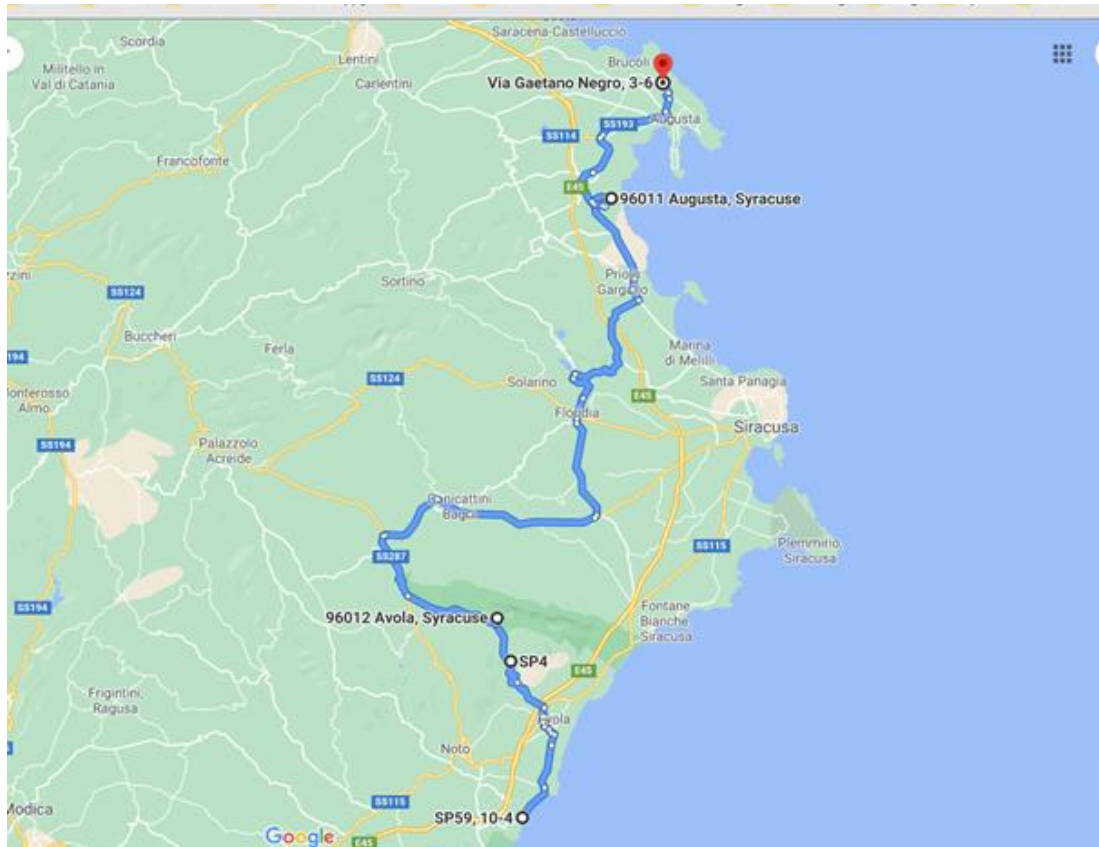 Scordia
Saracena-Castelluccio
Lentini
Brucoli
Militello in
Val di Catania
Carlentini
Via Gaetano Negro, 3-6
SS193
Augusta
SS114
Francofonte
E45
96011 Augusta, Syracuse
Sortino
Priolo
Gargallo
SS124
Buccheri
Ferla
Marina
di Melilli
194
SS124
Solarino
Santa Panagia
Monterosso
Almo
E45
Floridia
Siracusa
SS194
Palazzolo
Acreide
Canicattini
Bagni
SS115
Plemmirio,
Siracusa
SS287
SS194
96012 Avola, Syracuse
Fontane
Bianche
Siracusa
SP4
E45
Frigintini,
Ragusa
Avola
Noto
SS115
Modica
SP59, 10-4
Google
E45